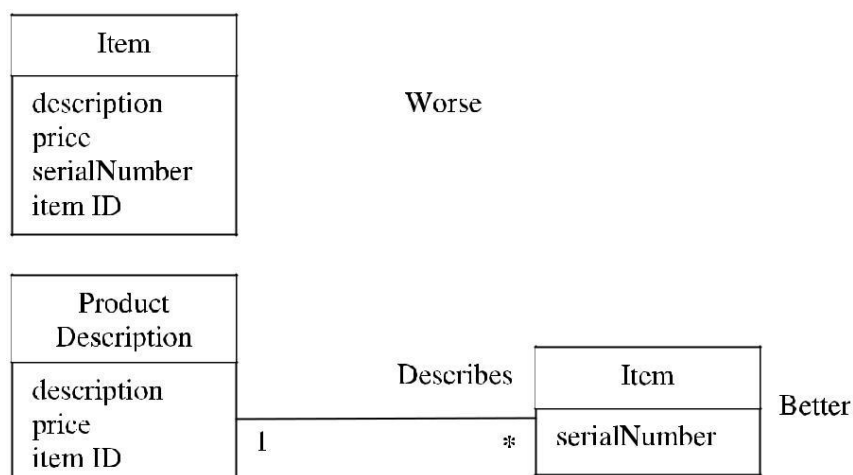 Item
description
price
serialNumber
item ID
Worse
Product
Description
description
price
item ID
Describes
1
*
Item
serialNumber
Better